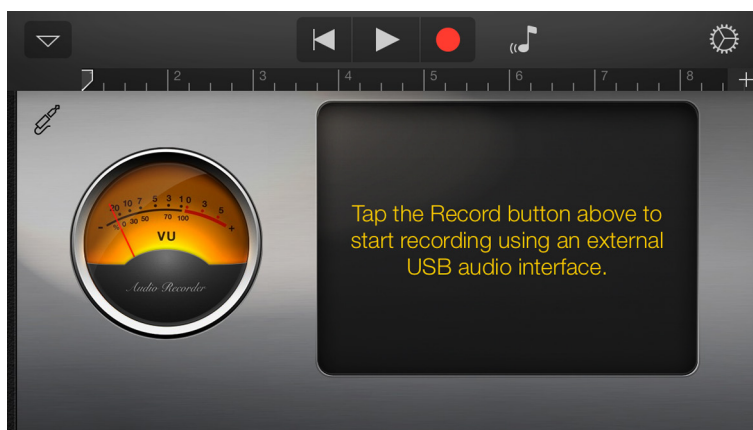 2 3 4 5 6 7 8
20 10 7 5 3 1 0 3 5
- % 0 30 50 70 100 +
VU
Audio Recorder
Tap the Record button above to
start recording using an external
USB audio interface.